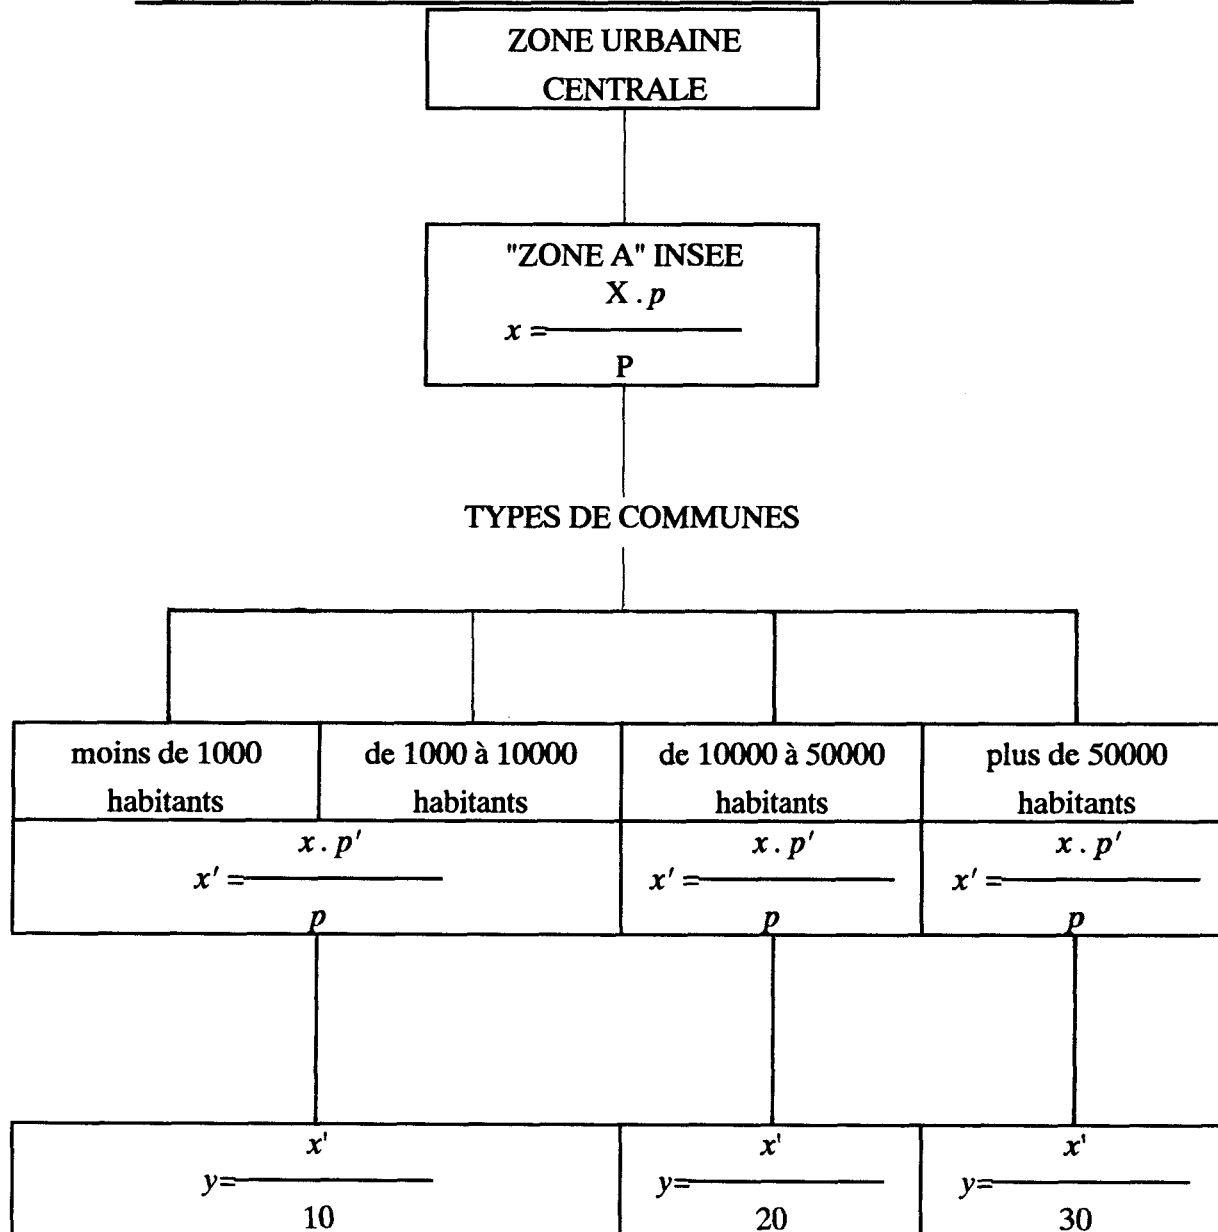 ZONE URBAINE
CENTRALE
"ZONE A" INSEE
X . p
x =
P
TYPES DE COMMUNES
moins de 1000
habitants
de 1000 à 10000
habitants
de 10000 à 50000
habitants
plus de 50000
habitants
x . p'
x' =
p
x . p'
x' =
p
x . p'
x' =
p
x'
y=
10
x'
y=
20
x'
y=
30